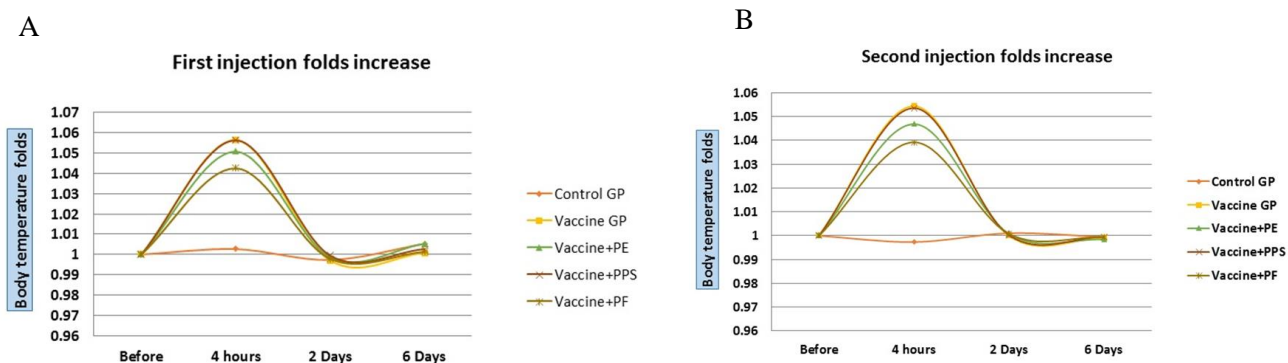 A
First injection folds increase
Body temperature folds
1.07
1.06
1.05
1.04
1.03
1.02
1.01
1
0.99
0.98
0.97
0.96
Before 4 hours 2 Days 6 Days
Control GP
Vaccine GP
Vaccine+PE
Vaccine+PPS
Vaccine+PF
B
Second injection folds increase
Body temperature folds
1.06
1.05
1.04
1.03
1.02
1.01
1
0.99
0.98
0.97
0.96
Before 4 hours 2 Days 6 Days
Control GP
Vaccine GP
Vaccine+PE
Vaccine+PPS
Vaccine+PF